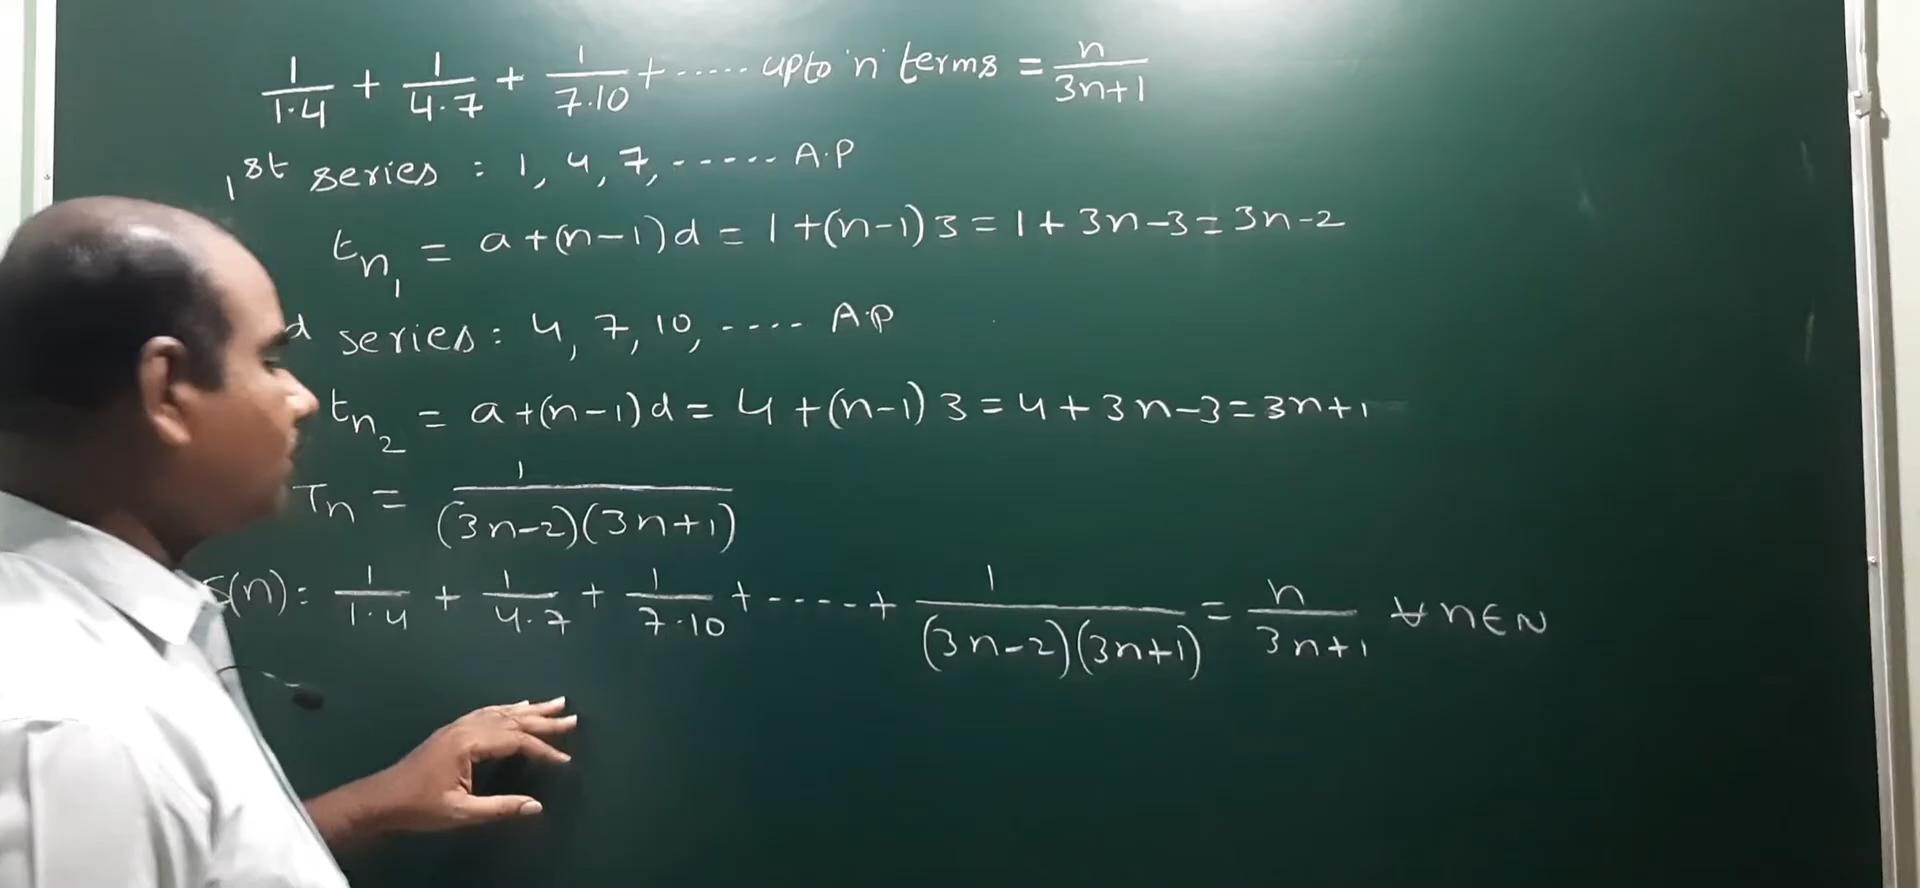 1/1·4 + 1/4·7 + 1/7·10 + ..... upto 'n' terms = n/3n+1
1st series : 1, 4, 7, ...... A.P
tn1 = a+(n-1)d = 1+(n-1)3 = 1+3n-3 = 3n-2
d series: 4, 7, 10, ---- A.P
tn2 = a+(n-1)d = 4+(n-1)3 = 4+3n-3 = 3n+1
Tn = 1/(3n-2)(3n+1)
S(n): 1/1·4 + 1/4·7 + 1/7·10 + ----- + 1/(3n-2)(3n+1) = n/3n+1 ∀ n∈N